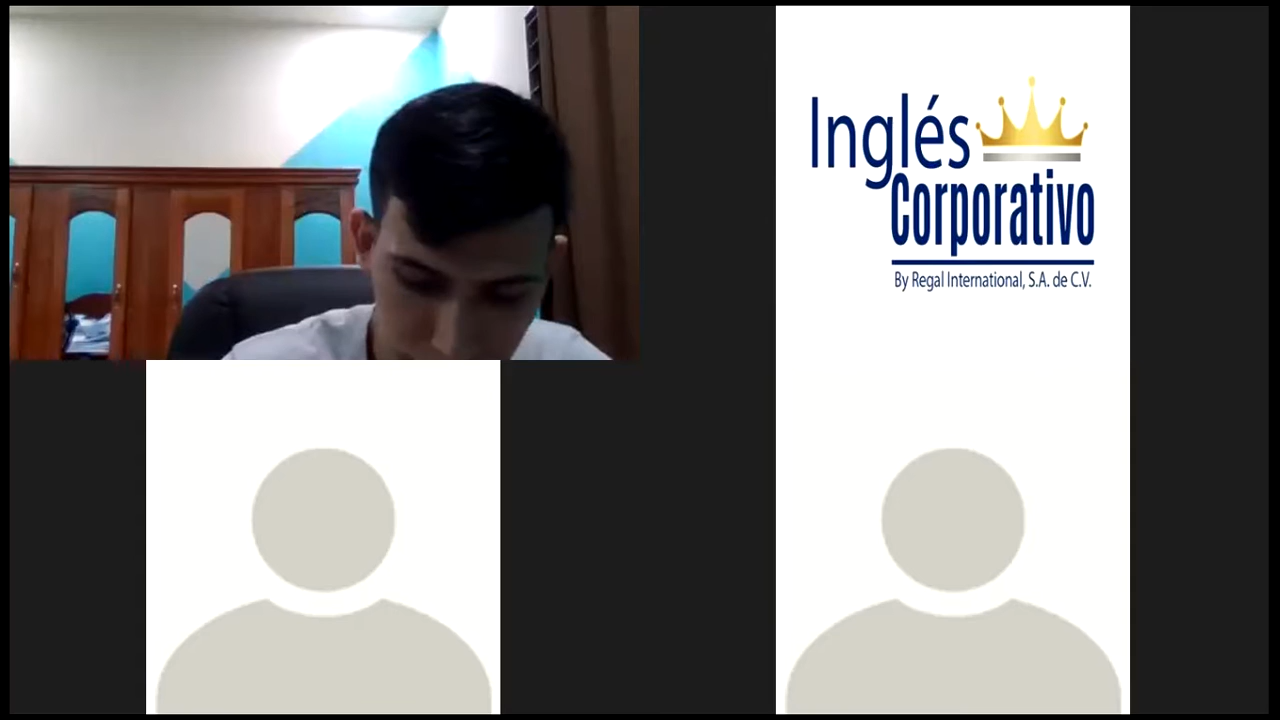 Inglés
Corporativo
By Regal International, S.A. de C.V.